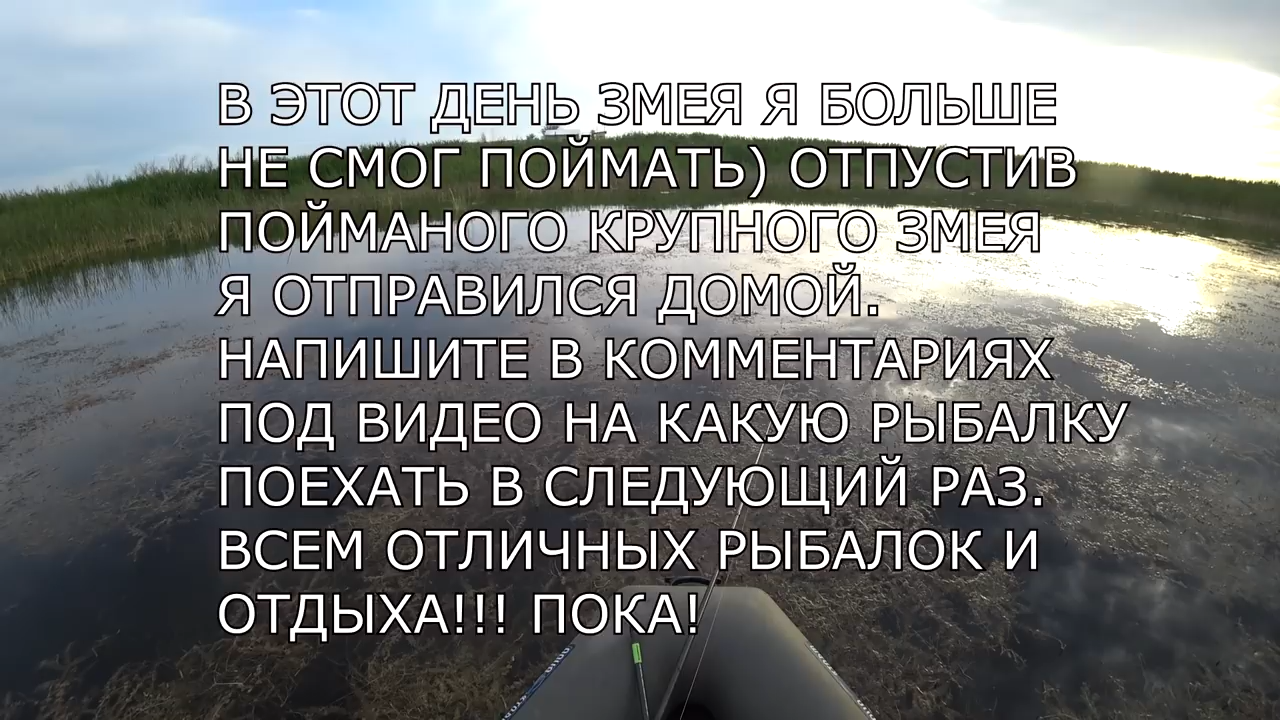 В ЭТОТ ДЕНЬ ЗМЕЯ Я БОЛЬШЕ
НЕ СМОГ ПОЙМАТЬ) ОТПУСТИВ
ПОЙМАНОГО КРУПНОГО ЗМЕЯ
Я ОТПРАВИЛСЯ ДОМОЙ.
НАПИШИТЕ В КОММЕНТАРИЯХ
ПОД ВИДЕО НА КАКУЮ РЫБАЛКУ
ПОЕХАТЬ В СЛЕДУЮЩИЙ РАЗ.
ВСЕМ ОТЛИЧНЫХ РЫБАЛОК И
ОТДЫХА!!! ПОКА!